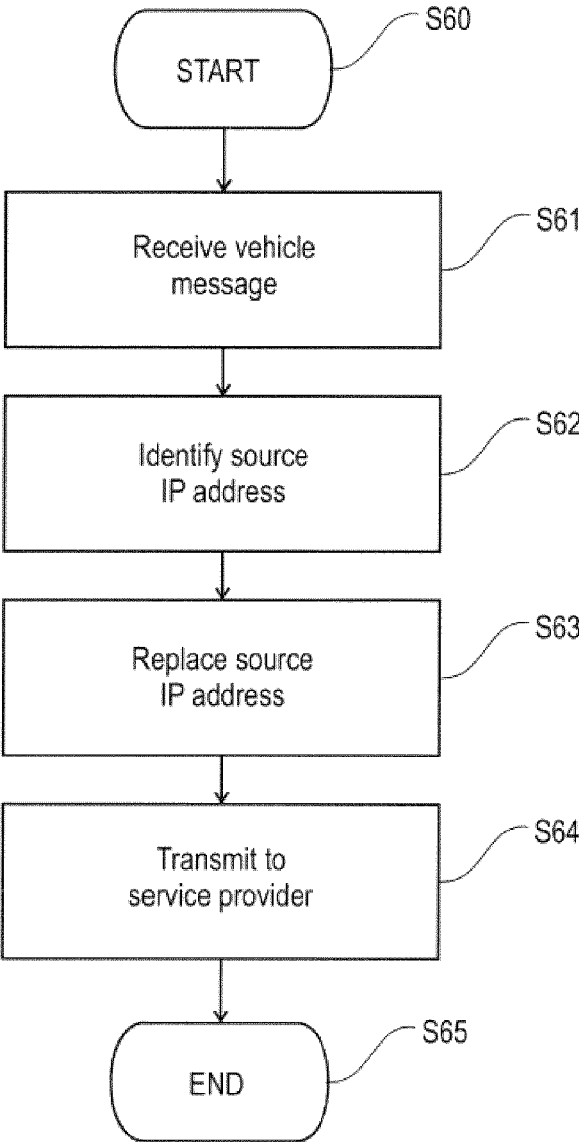 START
S60
Receive vehicle
message
S61
Identify source
IP address
S62
Replace source
IP address
S63
Transmit to
service provider
S64
END
S65